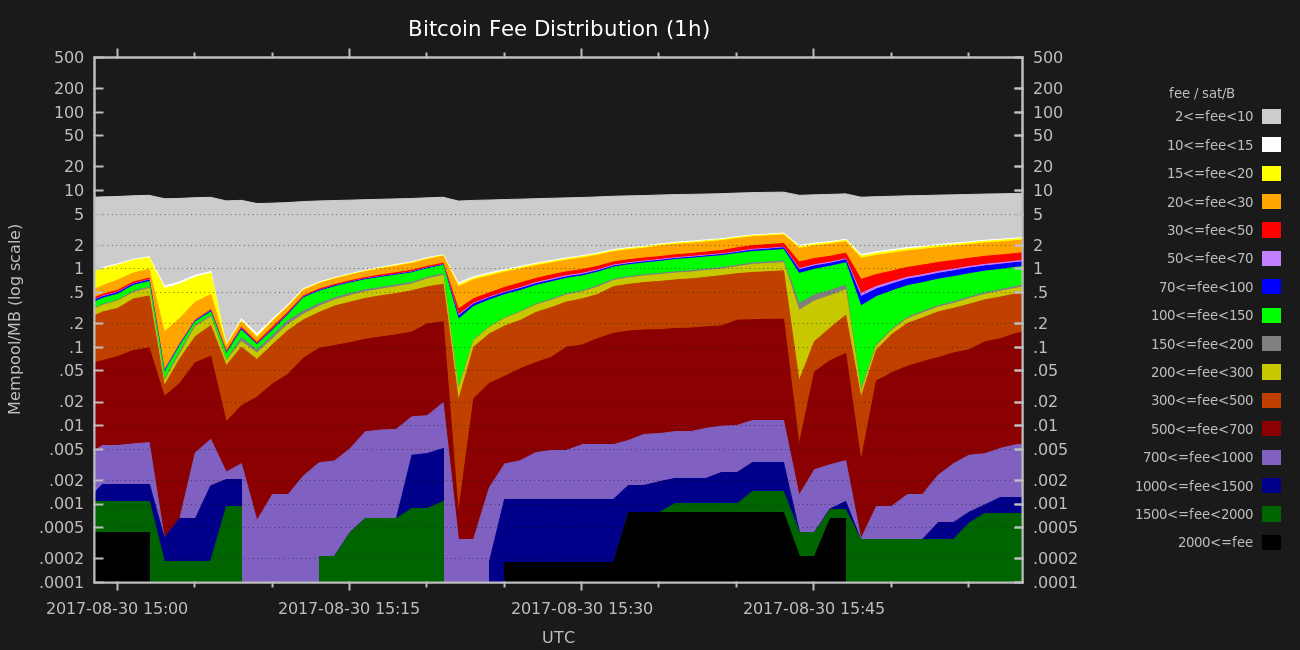 Bitcoin Fee Distribution (1h)
500
200
100
50
20
10
5
2
1
.5
.2
.1
.05
.02
.01
.005
.002
.001
.0005
.0002
.0001
Mempool/MB (log scale)
500
200
100
50
20
10
5
2
1
.5
.2
.1
.05
.02
.01
.005
.002
.001
.0005
.0002
.0001
2017-08-30 15:00 2017-08-30 15:15 2017-08-30 15:30 2017-08-30 15:45
UTC
fee / sat/B
2<=fee<10
10<=fee<15
15<=fee<20
20<=fee<30
30<=fee<50
50<=fee<70
70<=fee<100
100<=fee<150
150<=fee<200
200<=fee<300
300<=fee<500
500<=fee<700
700<=fee<1000
1000<=fee<1500
1500<=fee<2000
2000<=fee